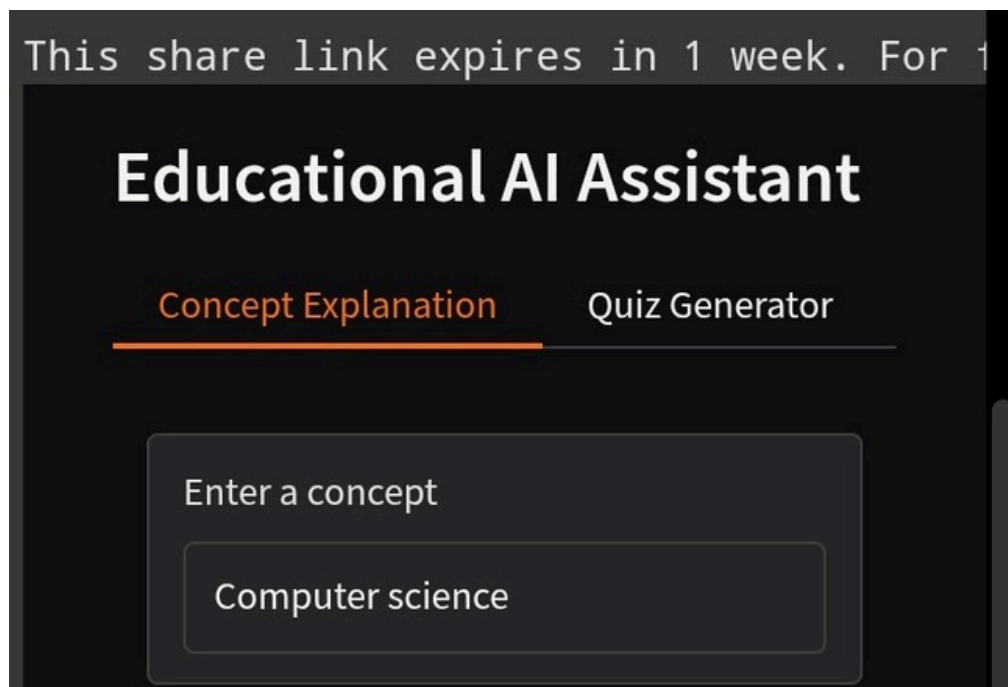 This share link expires in 1 week. For
Educational AI Assistant
Concept Explanation Quiz Generator
Enter a concept
Computer science